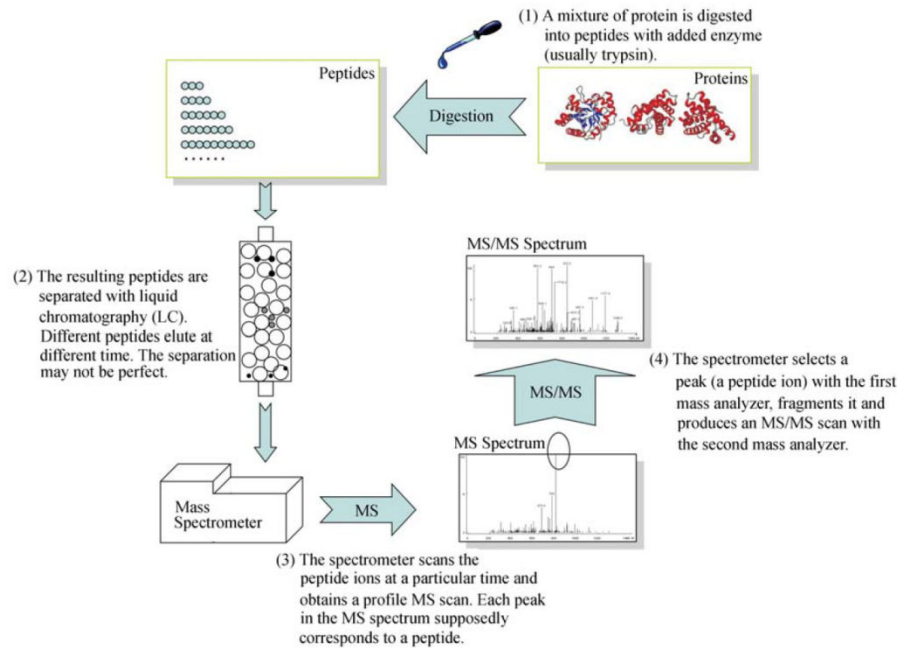 (1) A mixture of protein is digested
into peptides with added enzyme
(usually trypsin).
Peptides
Proteins
Digestion
(2) The resulting peptides are
separated with liquid
chromatography (LC).
Different peptides elute at
different time. The separation
may not be perfect.
MS/MS Spectrum
MS/MS
(4) The spectrometer selects a
peak (a peptide ion) with the first
mass analyzer, fragments it and
produces an MS/MS scan with
the second mass analyzer.
MS Spectrum
Mass
Spectrometer
MS
(3) The spectrometer scans the
peptide ions at a particular time and
obtains a profile MS scan. Each peak
in the MS spectrum supposedly
corresponds to a peptide.